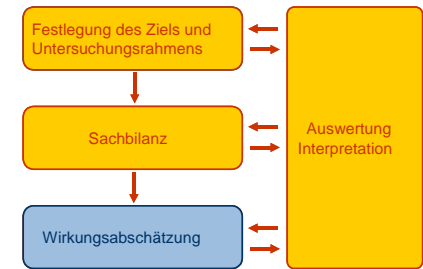 Festlegung des Ziels und
Untersuchungsrahmens
Sachbilanz
Wirkungsabschätzung
Auswertung
Interpretation